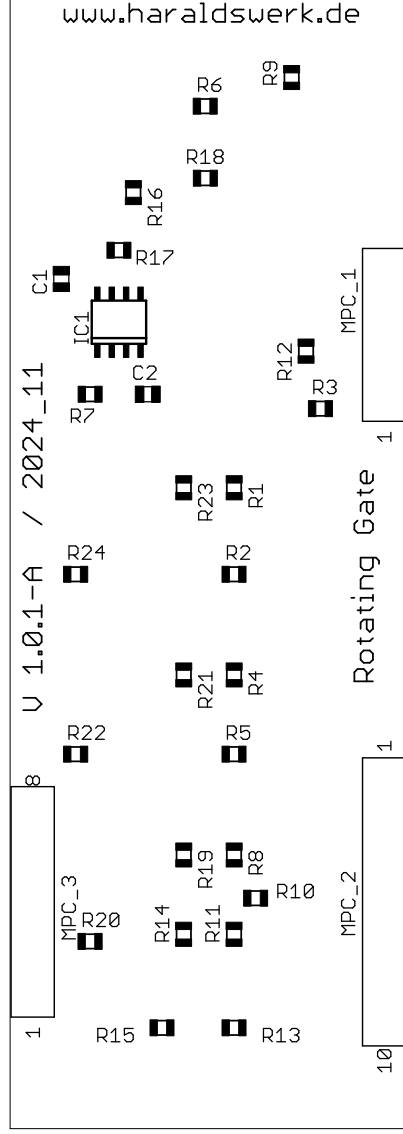 www.haraldswerk.de
R9
R6
R18
R16
R17
C1
IC1
MPC_1
R12
C2
R3
R7
1
V 1.0.1-A / 2024_11
R23
R1
Rotating Gate
R24
R2
R21
R4
R22
R5
1
8
R19
R8
MPC_3
R20
R14
R11
R10
MPC_2
1
R15
R13
10